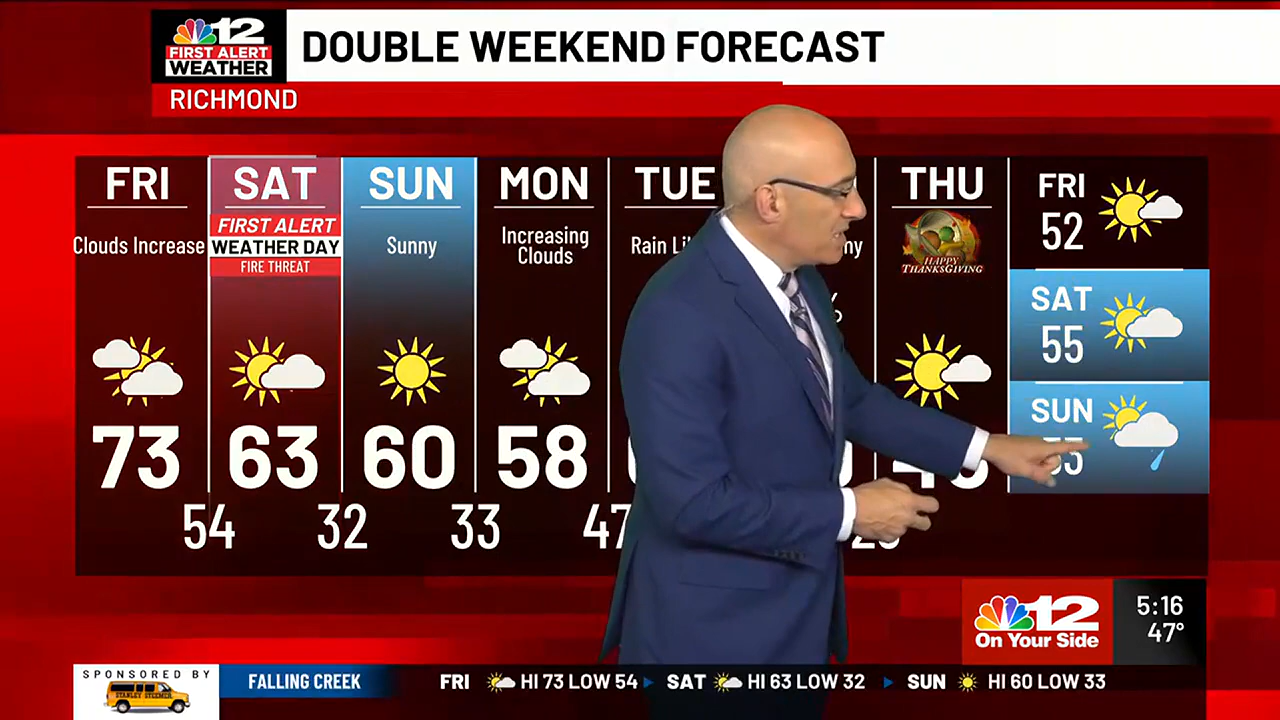 12
FIRST ALERT
WEATHER
DOUBLE WEEKEND FORECAST
RICHMOND
FRI
Clouds Increase
73
54
SAT
FIRST ALERT
WEATHER DAY
FIRE THREAT
63
32
SUN
Sunny
60
33
MON
Increasing
Clouds
58
47
TUE
Rain
THU
HAPPY
THANKSGIVING
FRI
52
SAT
55
SUN
12
On Your Side
5:16
47°
SPONSORED BY
STANLEY STEEMER
FALLING CREEK
FRI HI 73 LOW 54 SAT HI 63 LOW 32 SUN HI 60 LOW 33